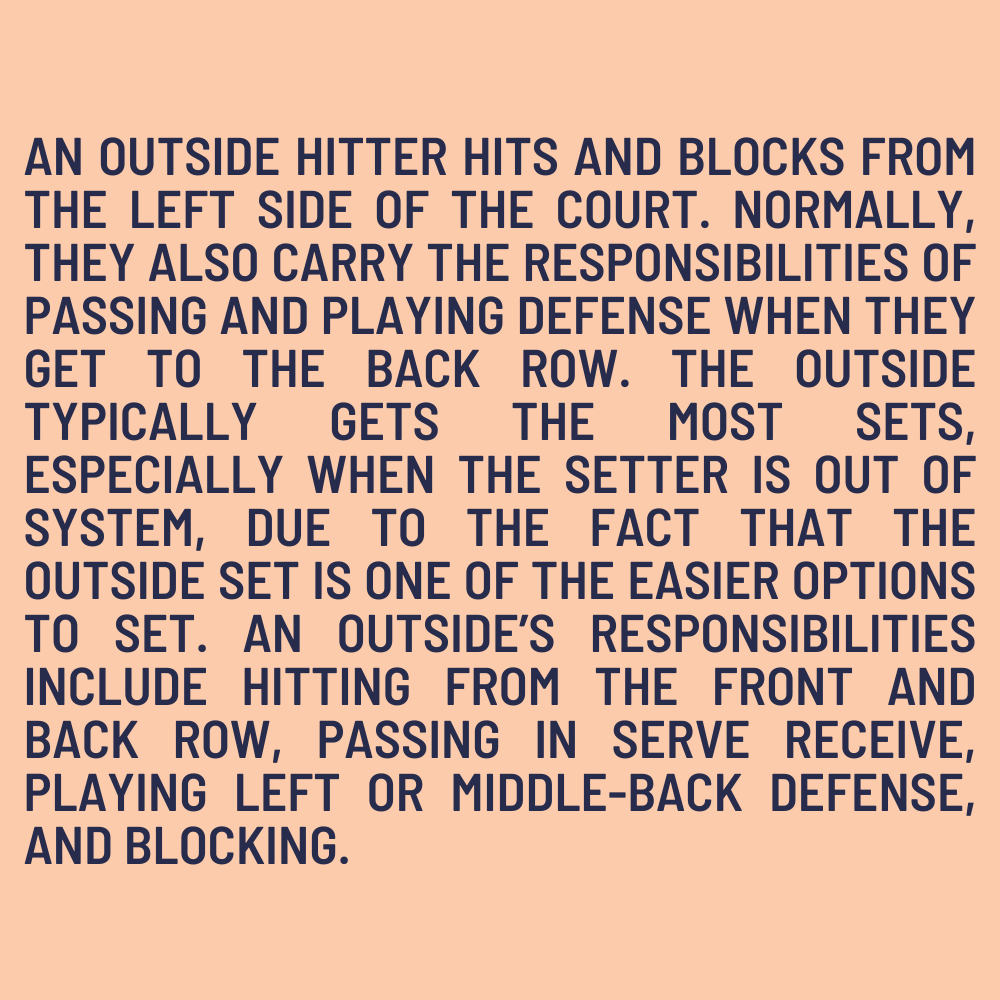 AN OUTSIDE HITTER HITS AND BLOCKS FROM
THE LEFT SIDE OF THE COURT. NORMALLY,
THEY ALSO CARRY THE RESPONSIBILITIES OF
PASSING AND PLAYING DEFENSE WHEN THEY
GET TO THE BACK ROW. THE OUTSIDE
TYPICALLY GETS THE MOST SETS,
ESPECIALLY WHEN THE SETTER IS OUT OF
SYSTEM, DUE TO THE FACT THAT THE
OUTSIDE SET IS ONE OF THE EASIER OPTIONS
TO SET. AN OUTSIDE’S RESPONSIBILITIES
INCLUDE HITTING FROM THE FRONT AND
BACK ROW, PASSING IN SERVE RECEIVE,
PLAYING LEFT OR MIDDLE-BACK DEFENSE,
AND BLOCKING.